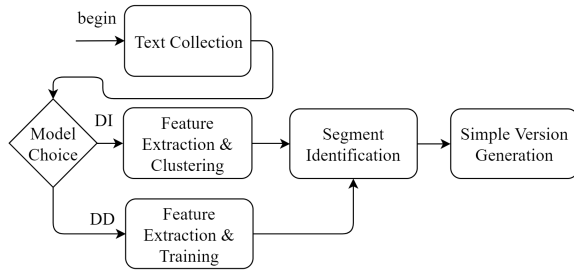 begin
Text Collection
Model
Choice
DI
Feature
Extraction &
Clustering
Segment
Identification
Simple Version
Generation
DD
Feature
Extraction &
Training